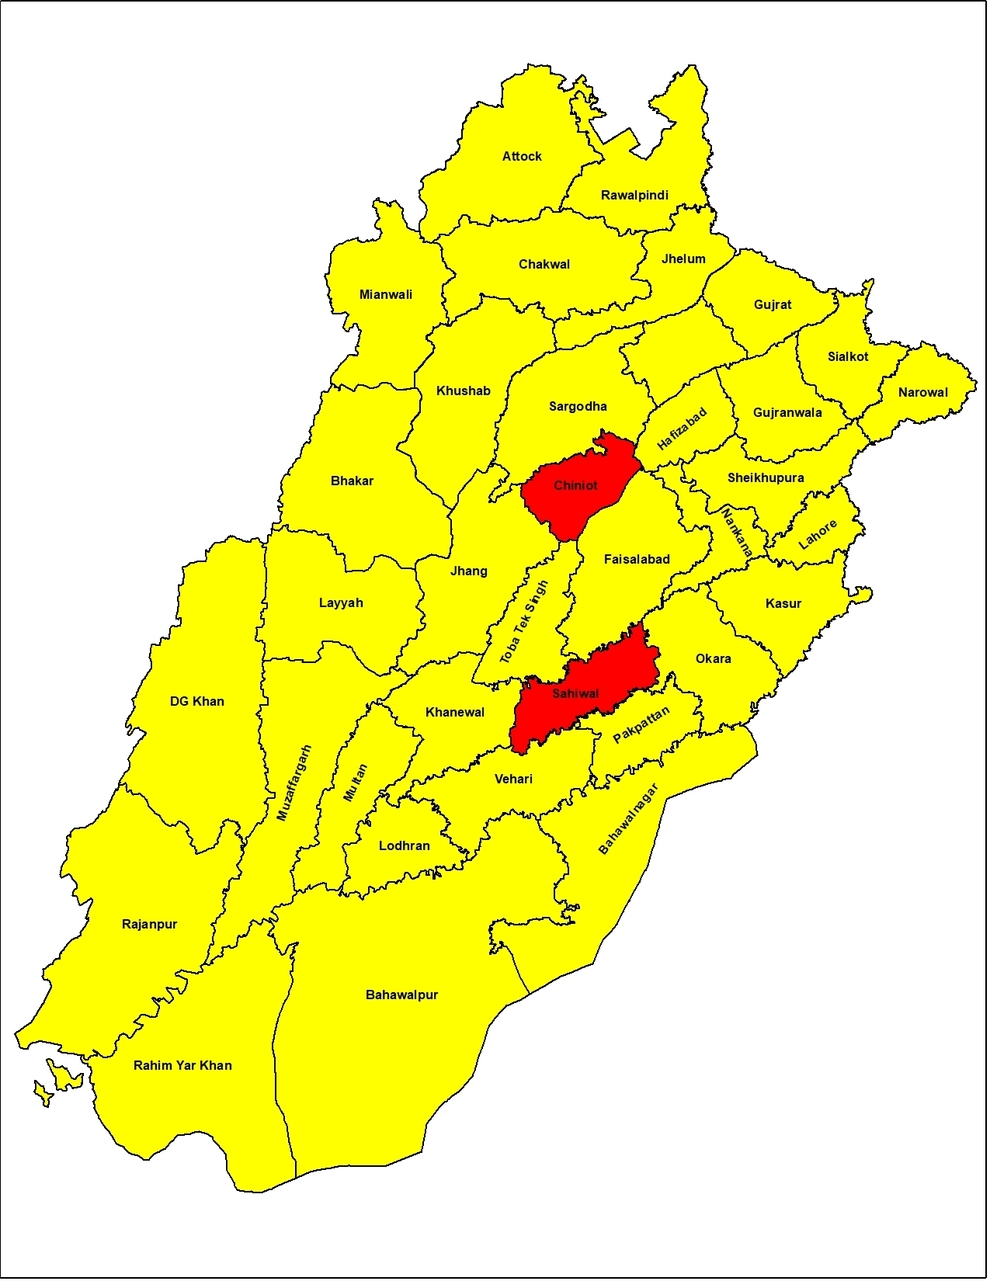 Attock
Rawalpindi
Chakwal
Jhelum
Mianwali
Gujrat
Sialkot
Khushab
Narowal
Sargodha
Gujranwala
Hafizabad
Bhakar
Chiniot
Sheikhupura
Nankana
Lahore
Jhang
Faisalabad
Layyah
Toba Tek Singh
Kasur
Okara
DG Khan
Sahiwal
Khanewal
Pakpattan
Muzaffargarh
Multan
Vehari
Bahawalnagar
Lodhran
Rajanpur
Bahawalpur
Rahim Yar Khan